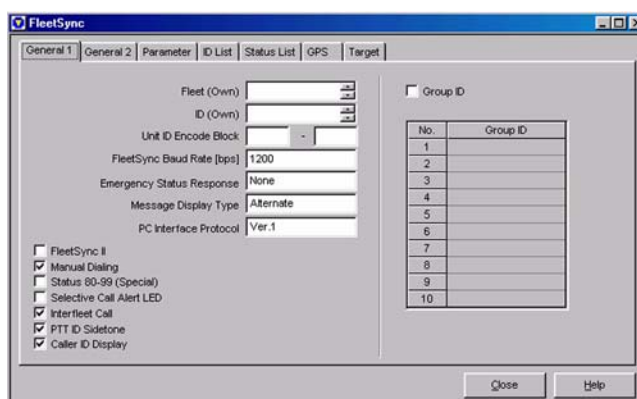 FleetSync
General 1 General 2 Parameter ID List Status List GPS Target
Fleet (Own)
ID (Own)
Unit ID Encode Block -
FleetSync Baud Rate [bps] 1200
Emergency Status Response None
Message Display Type Alternate
PC Interface Protocol Ver.1
FleetSync II
Manual Dialing
Status 80-99 (Special)
Selective Call Alert LED
Interfleet Call
PTT ID Sidetone
Caller ID Display
Group ID
No. Group ID
1
2
3
4
5
6
7
8
9
10
Close Help